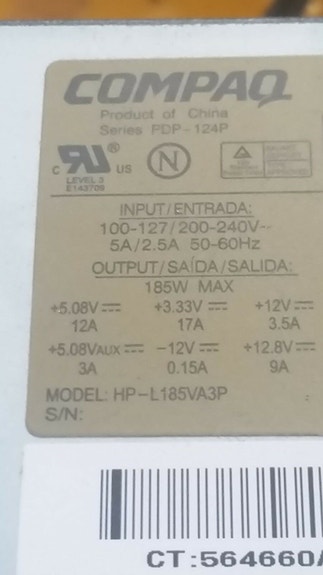 COMPAQ
Product of China
Series PDP-124P
C RU ® US
LEVEL 3
E143709
N
INPUT/ENTRADA:
100-127/200-240V~
5A/2.5A 50-60Hz
OUTPUT/SAÍDA/SALIDA:
185W MAX
+5.08V +3.33V +12V
12A 17A 3.5A
+5.08VAUX -12V +12.8V
3A 0.15A 9A
MODEL: HP-L185VA3P
S/N:
CT:564660